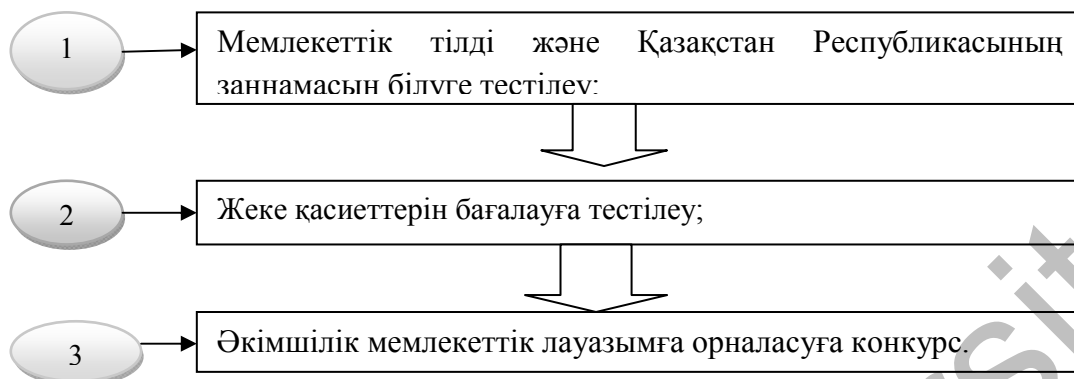 1
Мемлекеттік тілді және Қазақстан Республикасының
заңнамасын білуге тестілеу;
2
Жеке қасиеттерін бағалауға тестілеу;
3
Әкімшілік мемлекеттік лауазымға орналасуға конкурс.